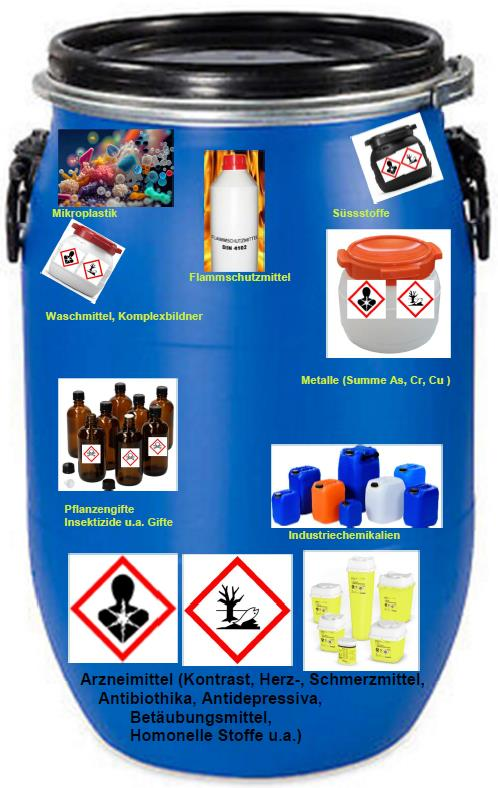 Mikroplastik
Süssstoffe
FLAMMSCHUTZMITTEL
DIN 4102
Flammschutzmittel
Waschmittel, Komplexbildner
Metalle (Summe As, Cr, Cu )
Pflanzengifte
Insektizide u.a. Gifte
Industriechemikalien
Arzneimittel (Kontrast, Herz-, Schmerzmittel,
Antibiothika, Antidepressiva,
Betäubungsmittel,
Homonelle Stoffe u.a.)